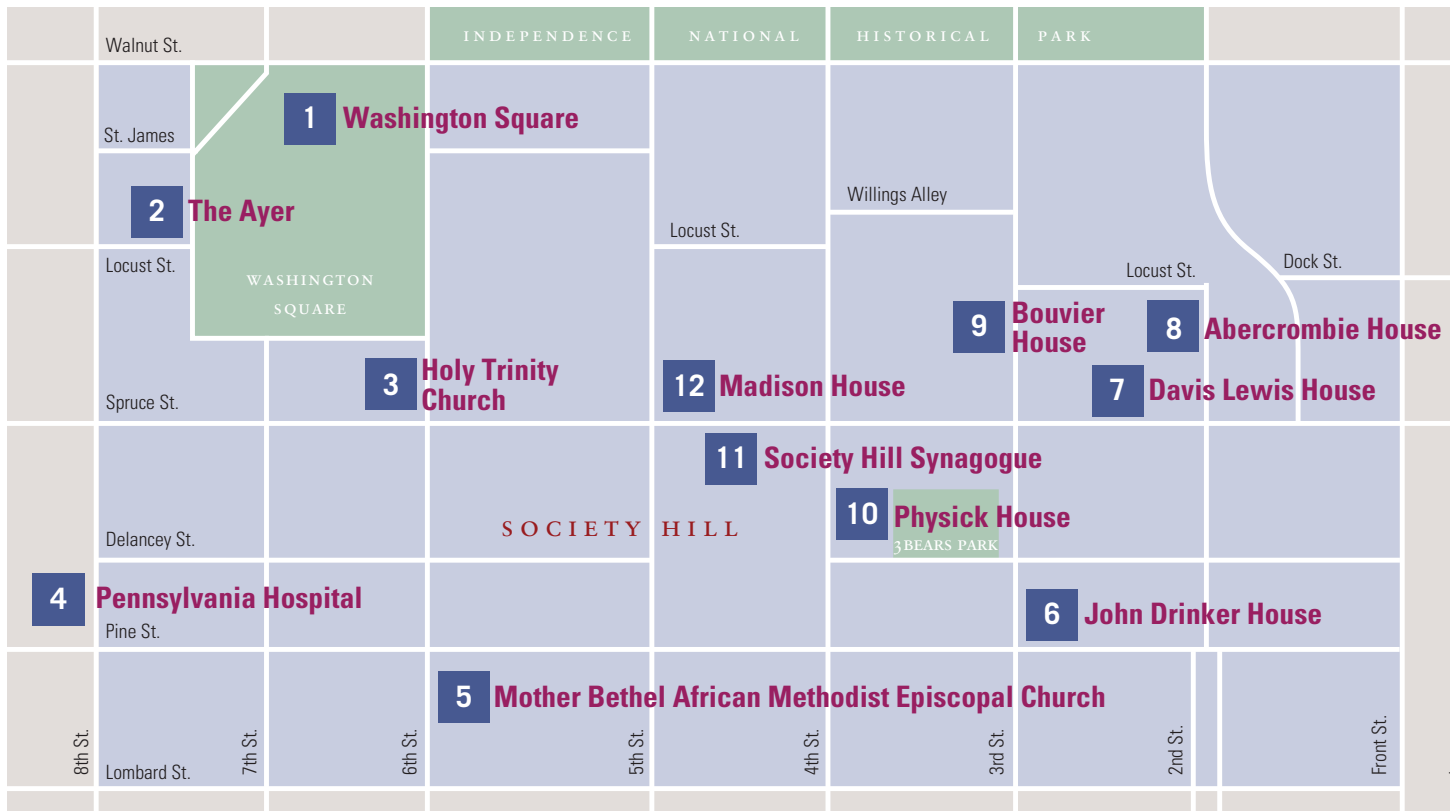 INDEPENDENCE NATIONAL HISTORICAL PARK
Walnut St.
1 Washington Square
St. James
Willings Alley
2 The Ayer
Locust St.
Locust St.
Dock St.
Locust St.
WASHINGTON
SQUARE
9 Bouvier
House
8 Abercrombie House
3 Holy Trinity
Church
12 Madison House
7 Davis Lewis House
Spruce St.
11 Society Hill Synagogue
10 Physick House
3 BEARS PARK
SOCIETY HILL
Delancey St.
4 Pennsylvania Hospital
6 John Drinker House
Pine St.
5 Mother Bethel African Methodist Episcopal Church
8th St.
7th St.
6th St.
5th St.
4th St.
3rd St.
2nd St.
Front St.
Lombard St.